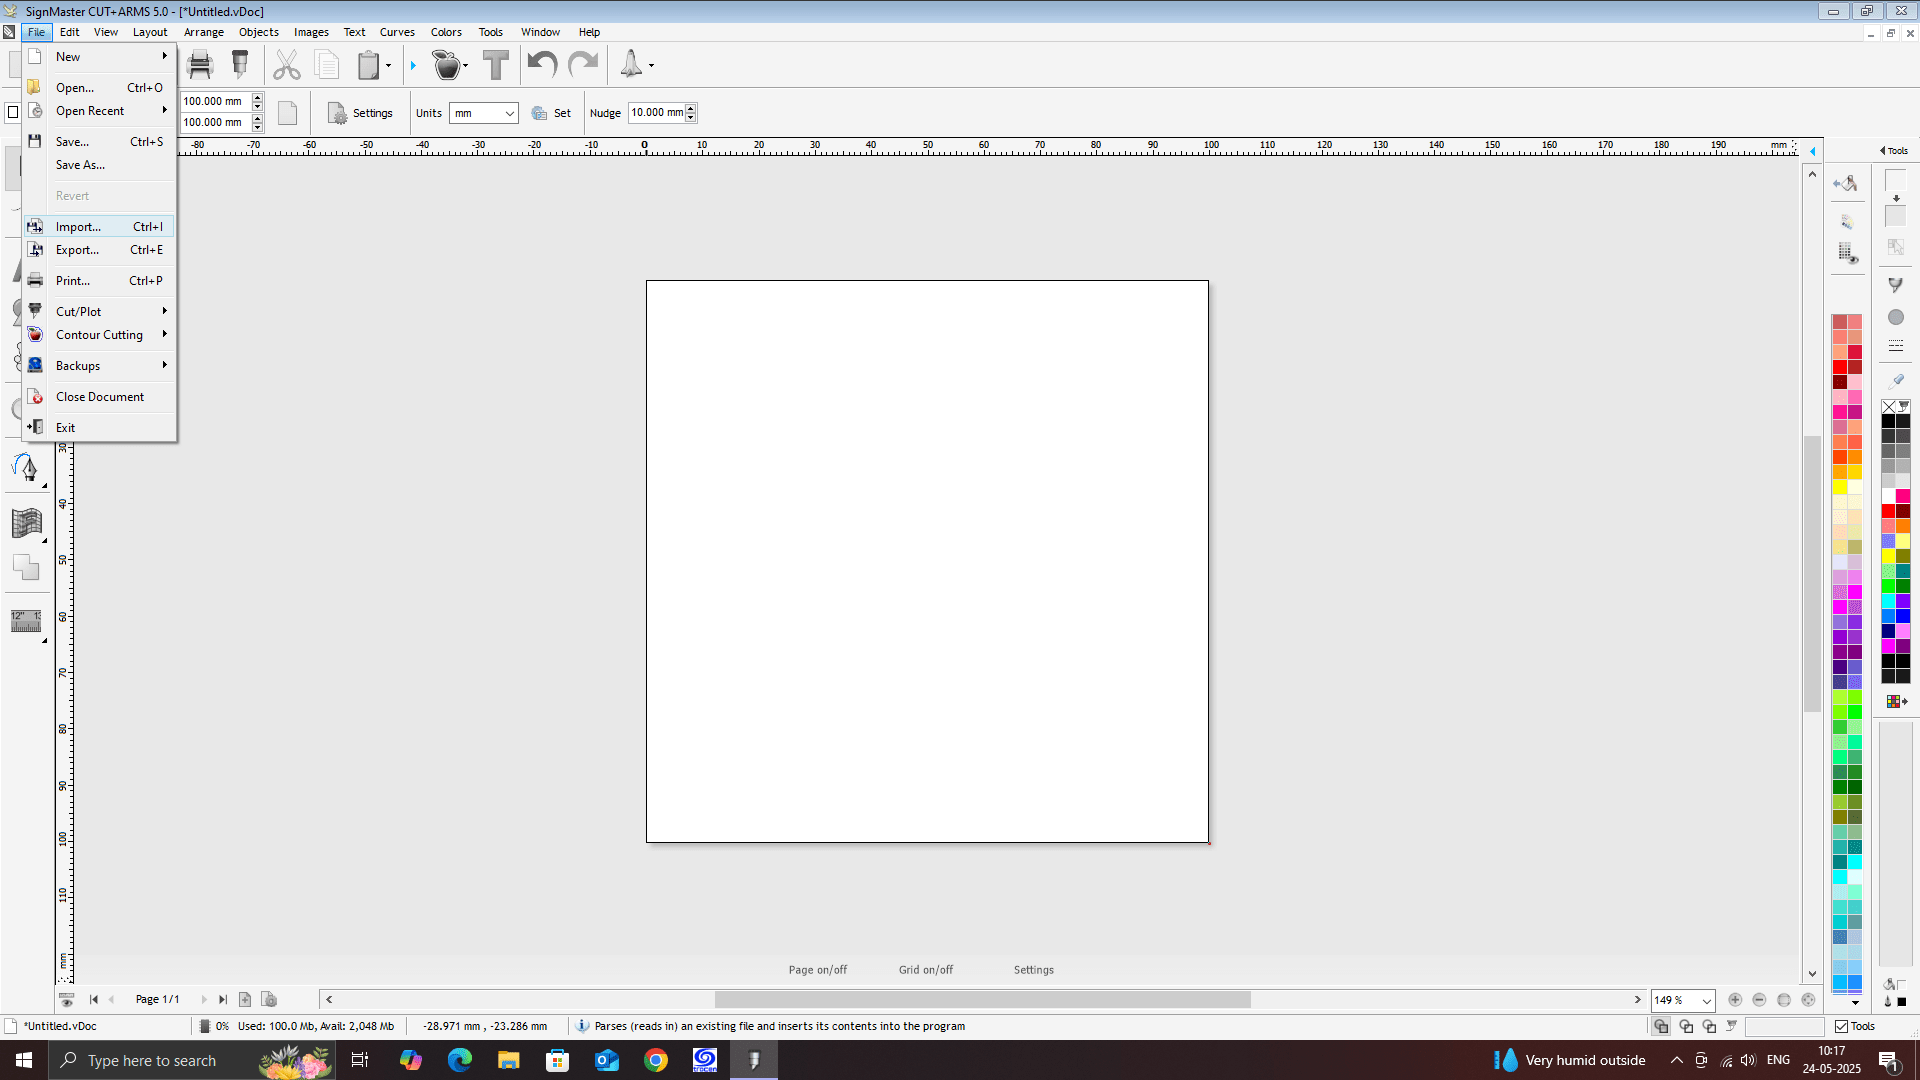 SignMaster CUT+ARMS 5.0 - [*Untitled.vDoc]
File Edit View Layout Arrange Objects Images Text Curves Colors Tools Window Help
New
Open... Ctrl+O
Open Recent
Save... Ctrl+S
Save As...
Revert
Import... Ctrl+I
Export... Ctrl+E
Print... Ctrl+P
Cut/Plot
Contour Cutting
Backups
Close Document
Exit
100.000 mm
100.000 mm
Settings
Units mm
Set
Nudge 10.000 mm
-80 -70 -60 -50 -40 -30 -20 -10 0 10 20 30 40 50 60 70 80 90 100 110 120 130 140 150 160 170 180 190 mm
Tools
30
40
50
60
70
80
90
100
110
mm
12"
Page on/off Grid on/off Settings
Page 1/1
149 %
*Untitled.vDoc 0% Used: 100.0 Mb, Avail: 2,048 Mb -28.971 mm , -23.286 mm Parses (reads in) an existing file and inserts its contents into the program
Tools
Type here to search
Very humid outside
ENG
10:17
24-05-2025
1